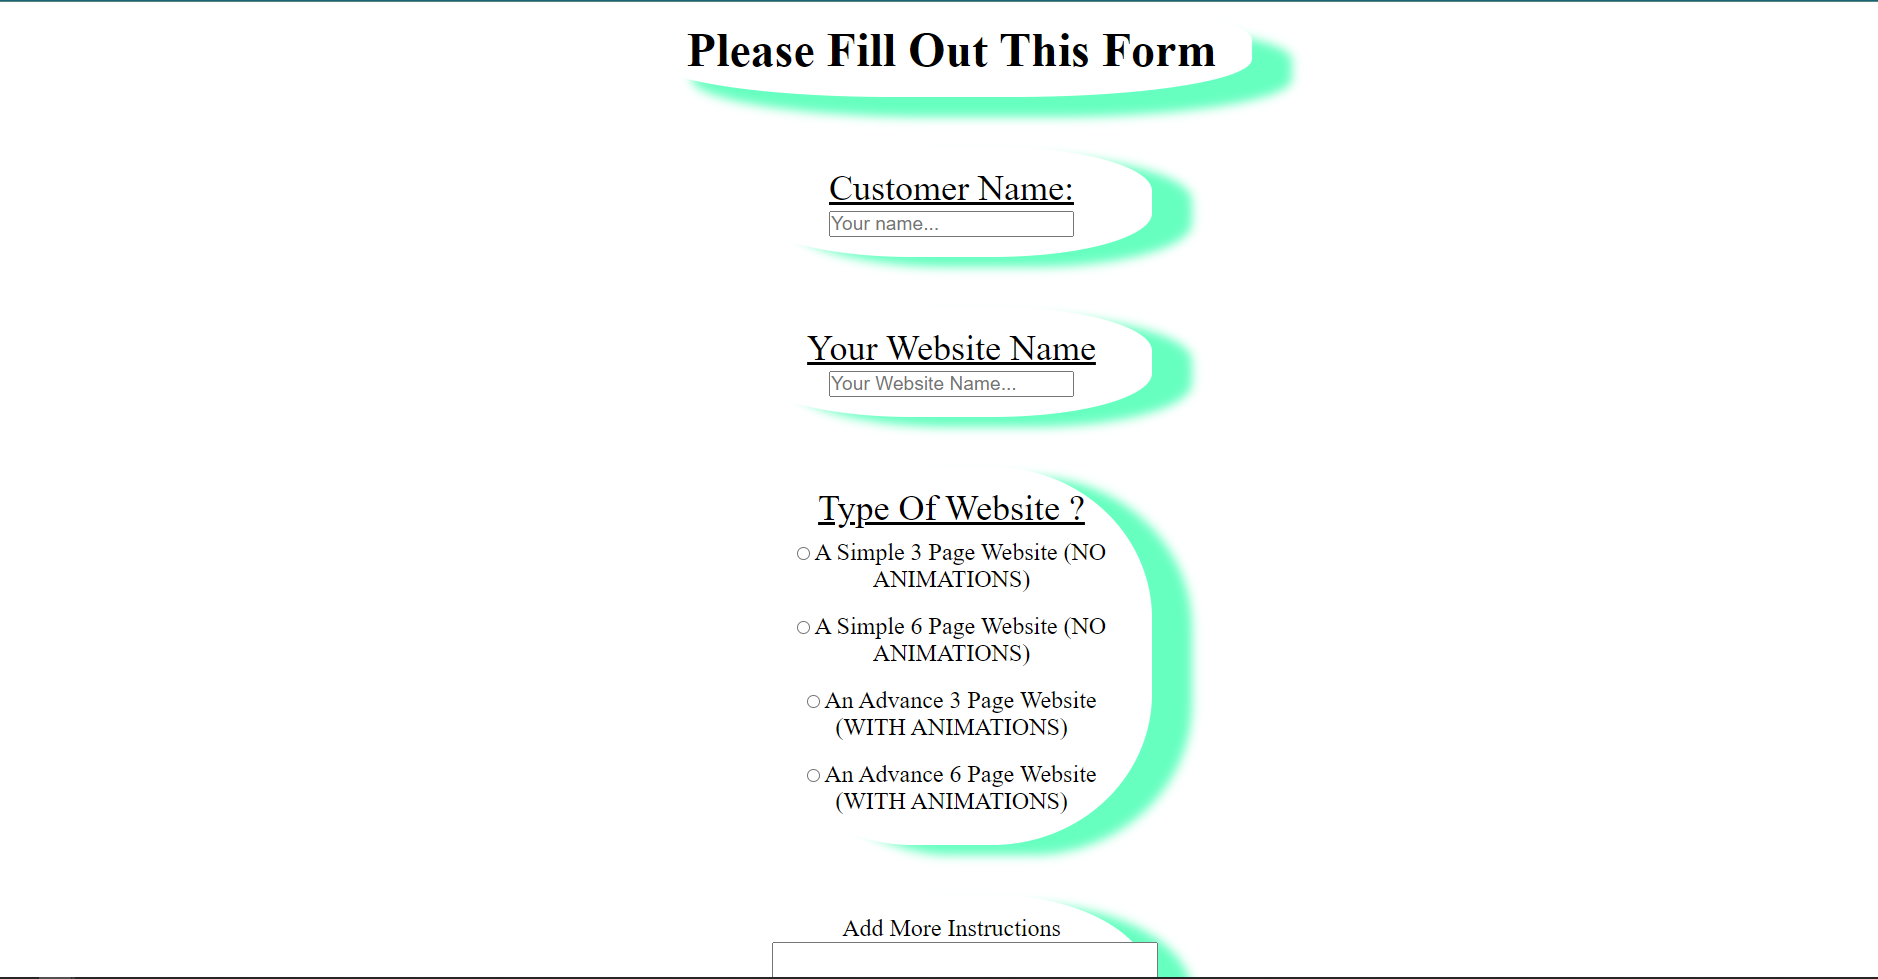 Please Fill Out This Form
Customer Name:
Your name...
Your Website Name
Your Website Name...
Type Of Website ?
A Simple 3 Page Website (NO
ANIMATIONS)
A Simple 6 Page Website (NO
ANIMATIONS)
An Advance 3 Page Website
(WITH ANIMATIONS)
An Advance 6 Page Website
(WITH ANIMATIONS)
Add More Instructions